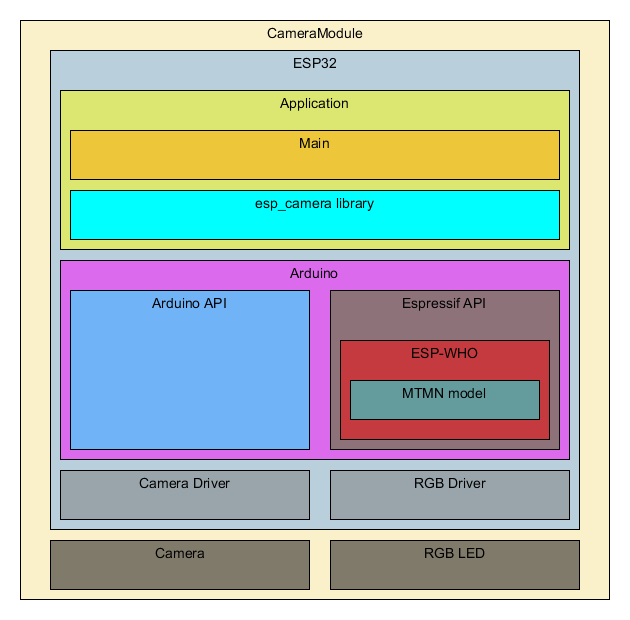 CameraModule
ESP32
Application
Main
esp_camera library
Arduino
Arduino API
Espressif API
ESP-WHO
MTMN model
Camera Driver
RGB Driver
Camera
RGB LED